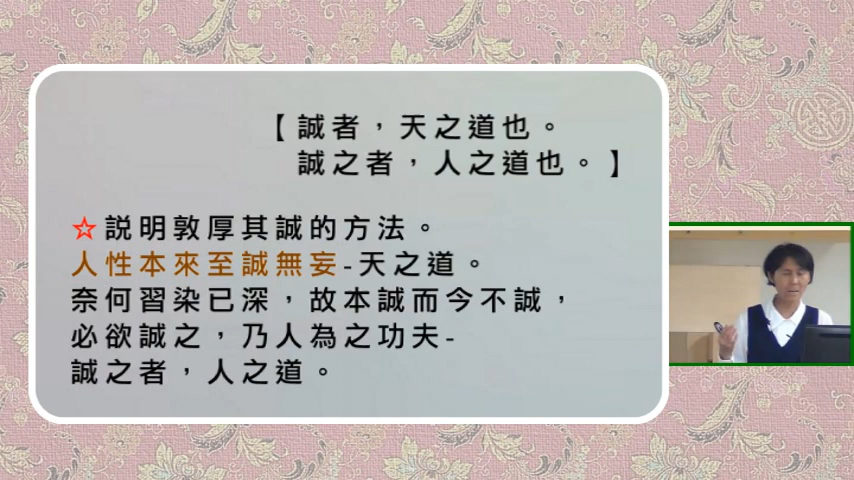 【誠者，天之道也。
誠之者，人之道也。】
☆説明敦厚其誠的方法。
人性本來至誠無妄-天之道。
奈何習染已深，故本誠而今不誠，
必欲誠之，乃人為之功夫-
誠之者，人之道。